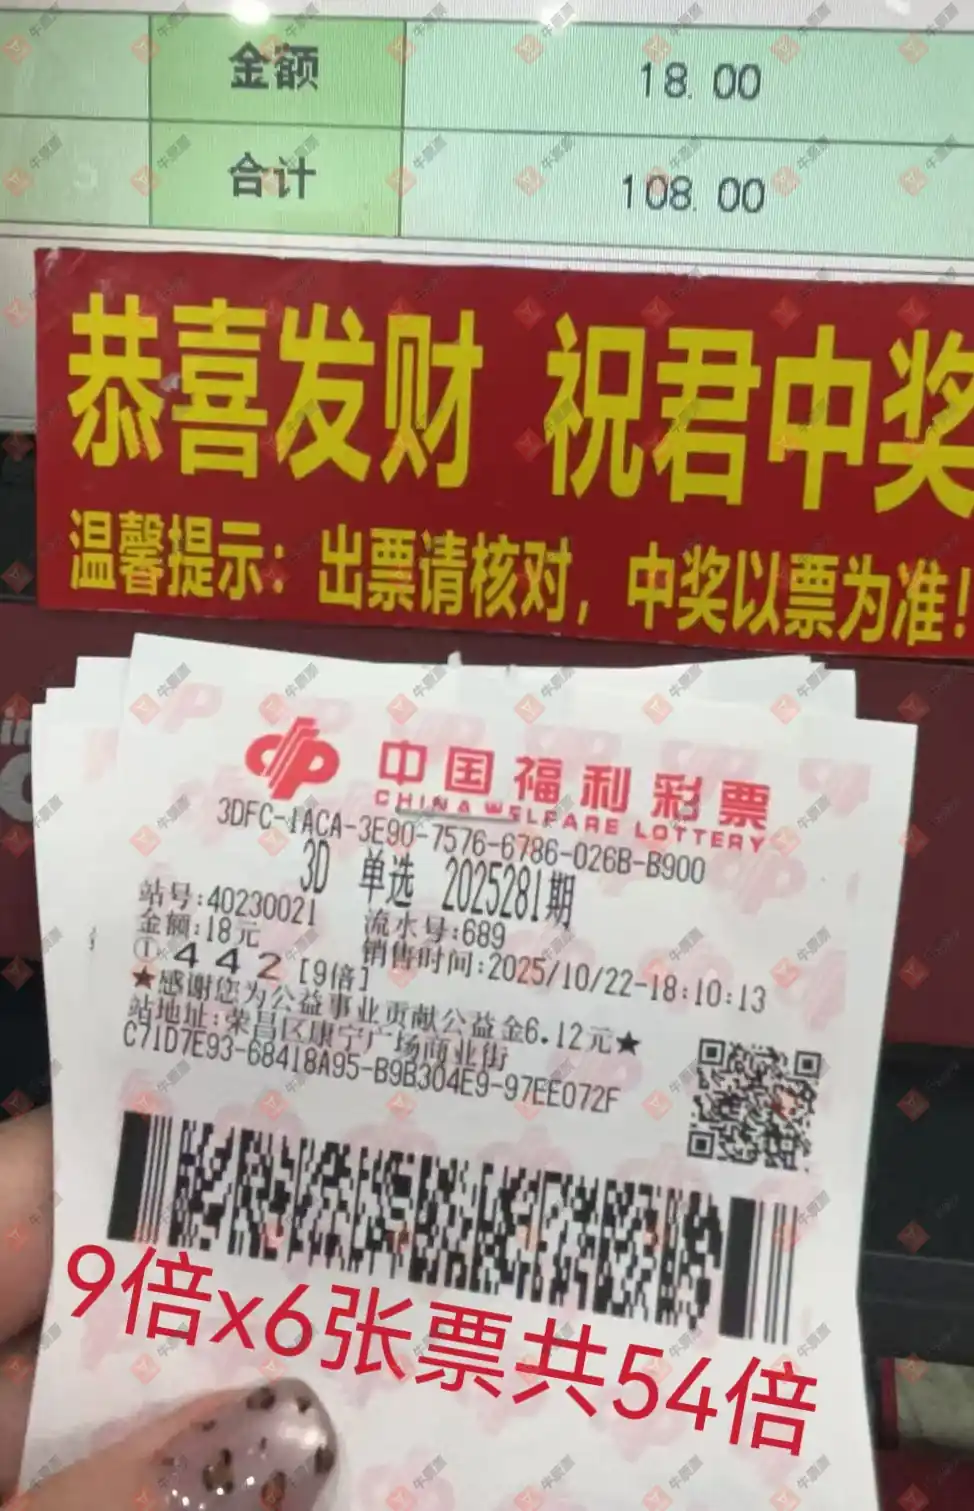 金额 18.00
合计 108.00
恭喜发财 祝君中奖
温馨提示：出票请核对，中奖以票为准！
中国福利彩票
CHINA WELFARE LOTTERY
3DFC-1ACA-3E90-7576-6786-026B-B900
3D 单选 2025281期
站号:40230021 流水号:689
金额:18元 销售时间:2025/10/22-18:10:13
①442[9倍]
★感谢您为公益事业贡献公益金6.12元★
站地址:荣昌区康宁广场商业街
C71D7E93-68418A95-B9B304E9-97EE072F
9倍x6张票共54倍